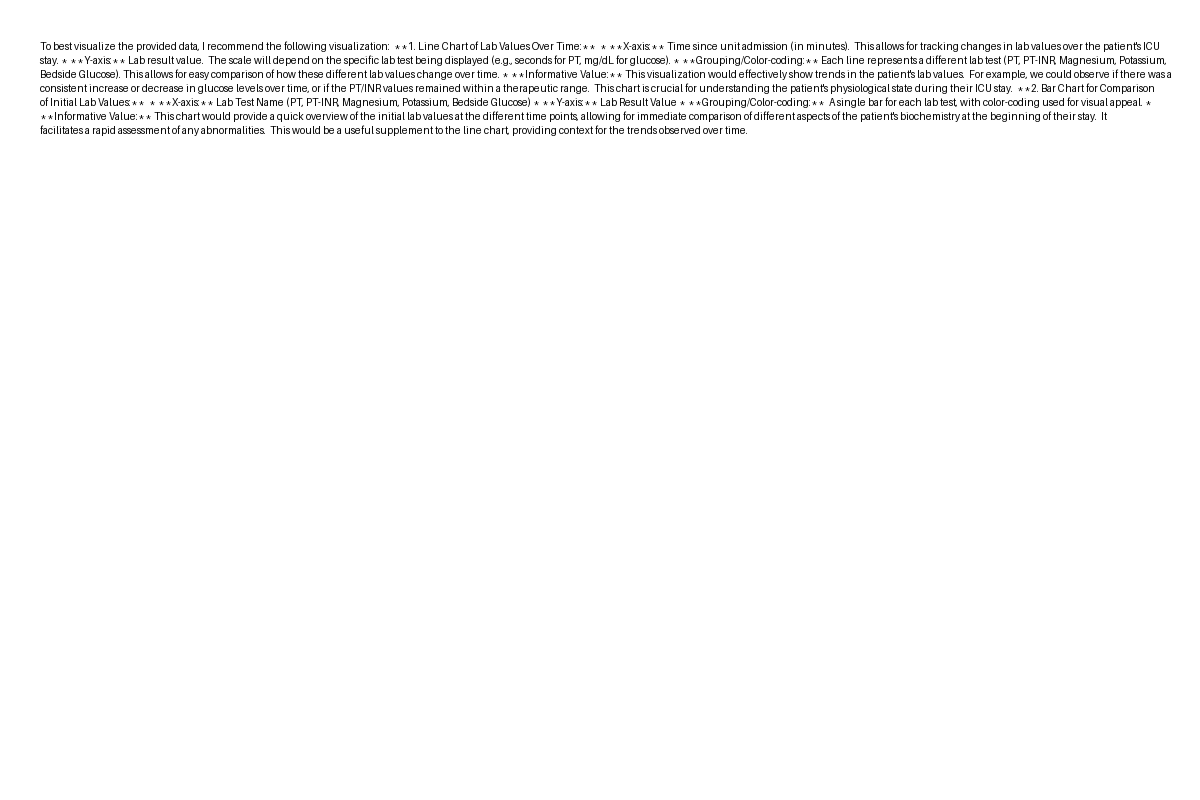 To best visualize the provided data, I recommend the following visualization:  **1. Line Chart of Lab Values Over Time:**  * **X-axis:** Time since unit admission (in minutes).  This allows for tracking changes in lab values over the patient's ICU
stay. * **Y-axis:** Lab result value.  The scale will depend on the specific lab test being displayed (e.g., seconds for PT, mg/dL for glucose). * **Grouping/Color-coding:** Each line represents a different lab test (PT, PT-INR, Magnesium, Potassium,
Bedside Glucose). This allows for easy comparison of how these different lab values change over time. * **Informative Value:** This visualization would effectively show trends in the patient's lab values.  For example, we could observe if there was a
consistent increase or decrease in glucose levels over time, or if the PT/INR values remained within a therapeutic range.  This chart is crucial for understanding the patient's physiological state during their ICU stay.  **2. Bar Chart for Comparison
of Initial Lab Values:**  * **X-axis:** Lab Test Name (PT, PT-INR, Magnesium, Potassium, Bedside Glucose) * **Y-axis:** Lab Result Value * **Grouping/Color-coding:**  A single bar for each lab test, with color-coding used for visual appeal. *
**Informative Value:** This chart would provide a quick overview of the initial lab values at the different time points, allowing for immediate comparison of different aspects of the patient's biochemistry at the beginning of their stay.  It
facilitates a rapid assessment of any abnormalities.  This would be a useful supplement to the line chart, providing context for the trends observed over time.